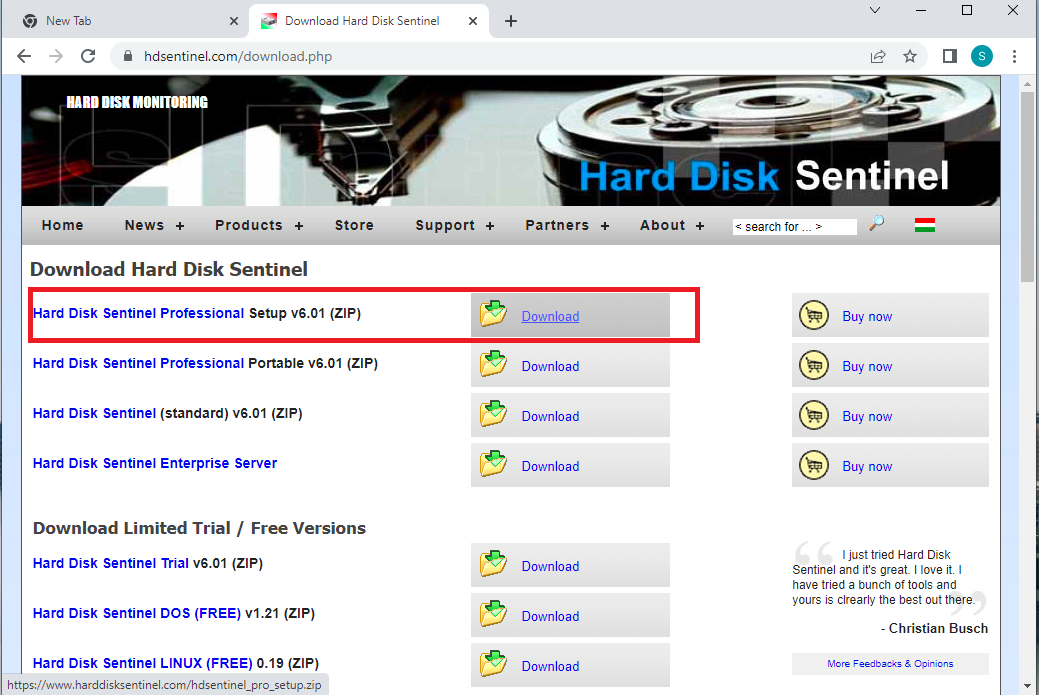 New Tab
Download Hard Disk Sentinel
hdsentinel.com/download.php
S
HARD DISK MONITORING
Hard Disk Sentinel
Home News + Products + Store Support + Partners + About + < search for ... >
Download Hard Disk Sentinel
Hard Disk Sentinel Professional Setup v6.01 (ZIP) Download Buy now
Hard Disk Sentinel Professional Portable v6.01 (ZIP) Download Buy now
Hard Disk Sentinel (standard) v6.01 (ZIP) Download Buy now
Hard Disk Sentinel Enterprise Server Download Buy now
Download Limited Trial / Free Versions
Hard Disk Sentinel Trial v6.01 (ZIP) Download
Hard Disk Sentinel DOS (FREE) v1.21 (ZIP) Download
Hard Disk Sentinel LINUX (FREE) 0.19 (ZIP) Download
“ I just tried Hard Disk
Sentinel and it's great. I love it. I
have tried a bunch of tools and
yours is clrearly the best out there. ”
- Christian Busch
More Feedbacks & Opinions
https://www.harddisksentinel.com/hdsentinel_pro_setup.zip